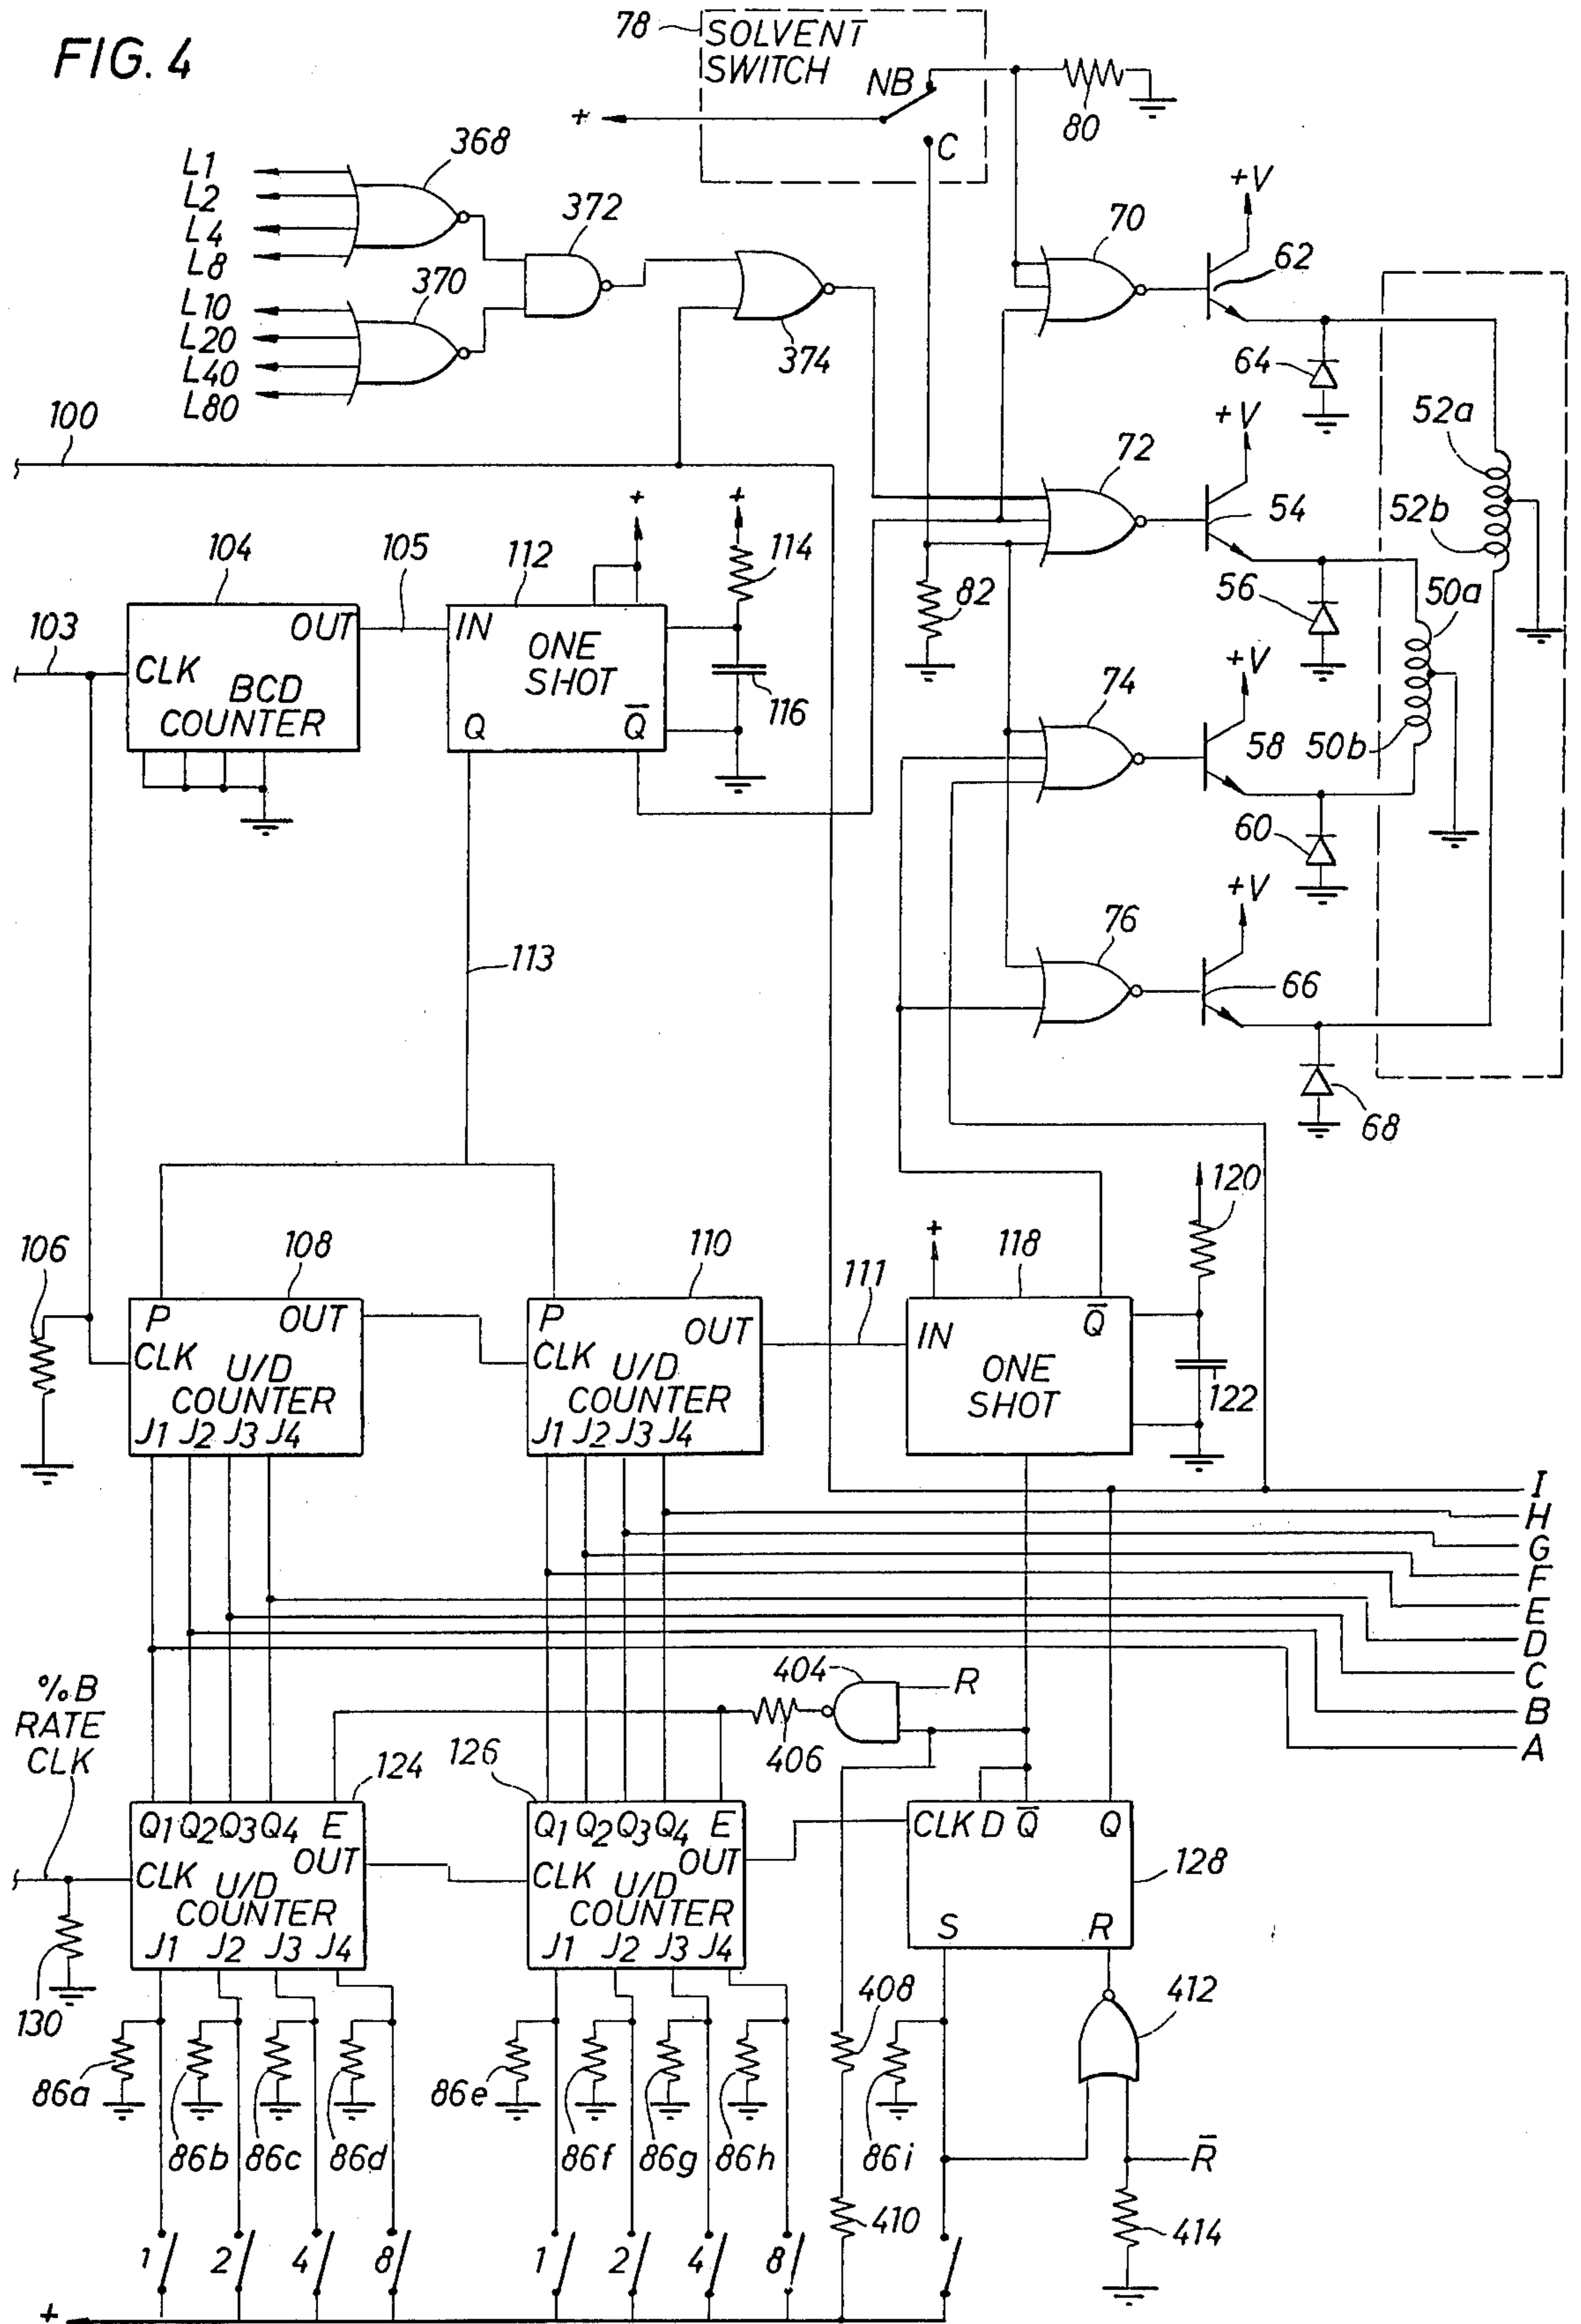 FIG. 4
78
SOLVENT
SWITCH
NB
+
C
80
L1
L2
L4
L8
L10
L20
L40
L80
368
370
372
374
70
+V
62
64
100
72
+V
54
52a
52b
56
50a
50b
104
105
112
+
+
114
103
OUT
CLK
BCD
COUNTER
IN
ONE
SHOT
Q
Q̅
116
82
74
+V
58
60
76
+V
66
68
113
106
108
110
111
118
+
120
P
OUT
CLK
U/D
COUNTER
J1 J2 J3 J4
P
OUT
CLK
U/D
COUNTER
J1 J2 J3 J4
IN
Q̅
ONE
SHOT
122
I
H
G
F
E
D
C
B
A
%B
RATE
CLK
124
126
404
R
406
Q1 Q2 Q3 Q4 E
OUT
CLK
U/D
COUNTER
J1 J2 J3 J4
Q1 Q2 Q3 Q4 E
OUT
CLK
U/D
COUNTER
J1 J2 J3 J4
CLK D Q̅ Q
S R
128
130
86a
86b
86c
86d
86e
86f
86g
86h
408
86i
412
R̅
410
414
1
2
4
8
1
2
4
8
+